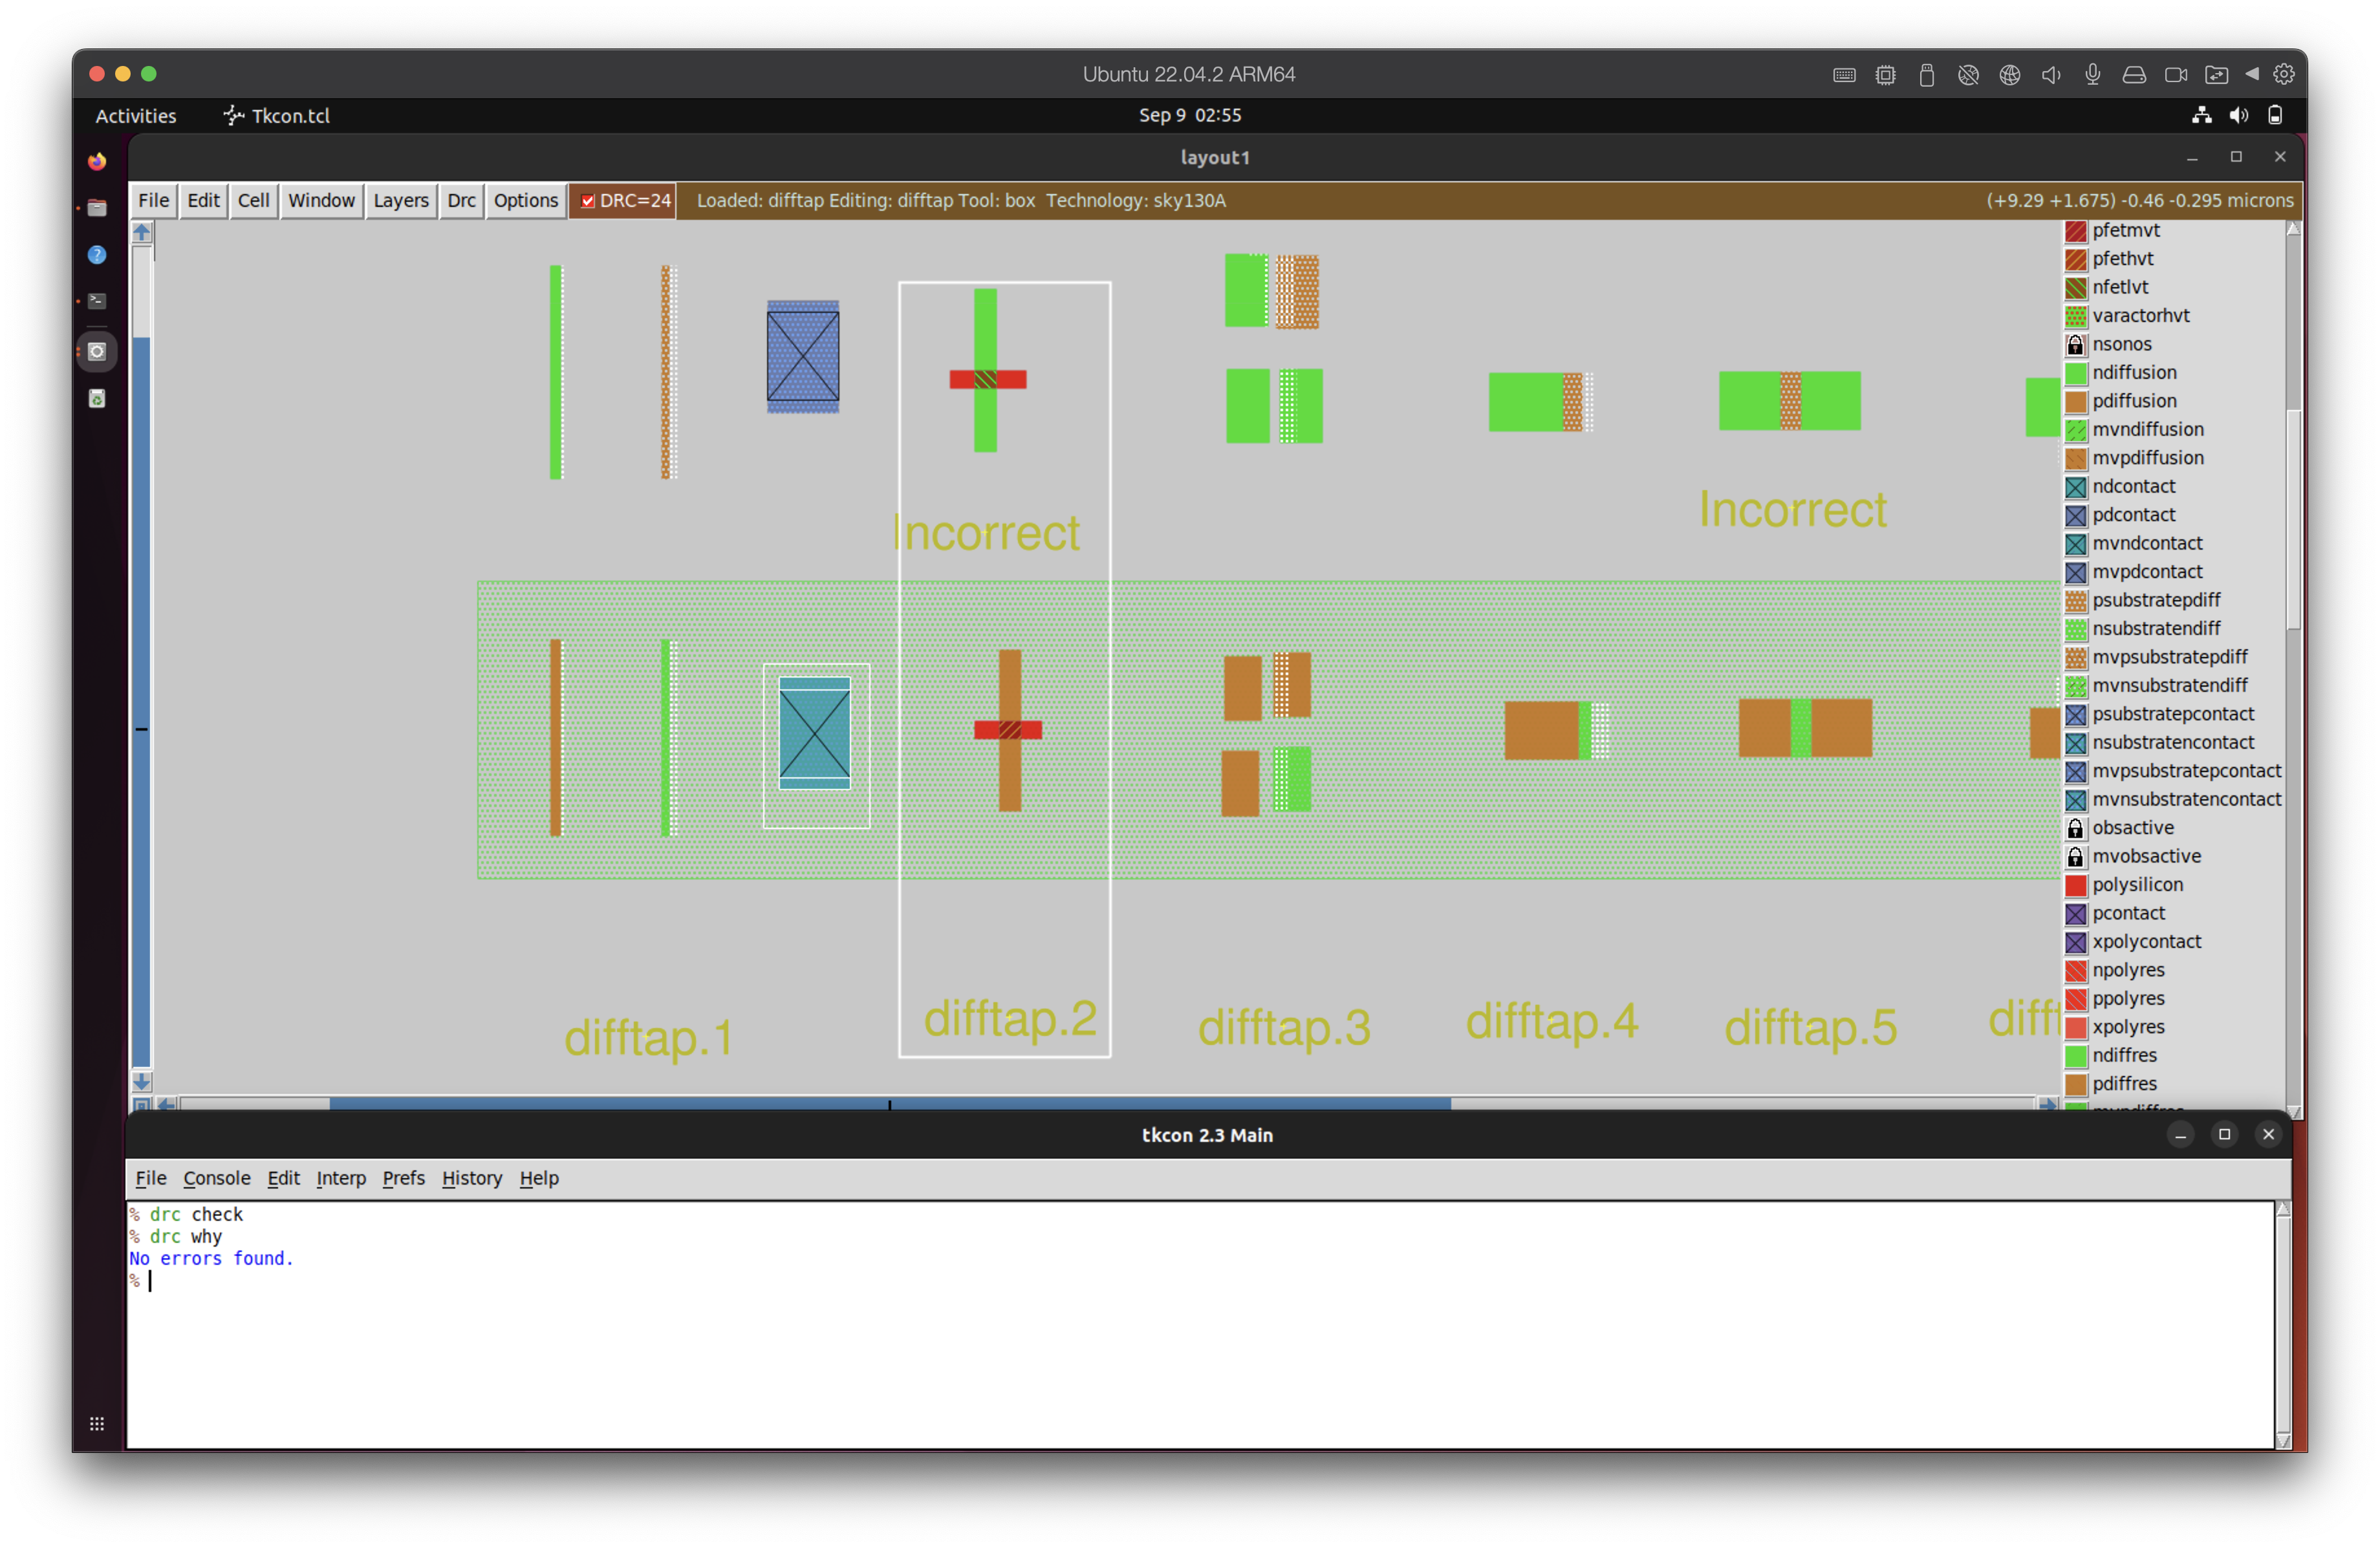 Ubuntu 22.04.2 ARM64
Activities Tkcon.tcl Sep 9 02:55
layout1
File Edit Cell Window Layers Drc Options DRC=24 Loaded: difftap Editing: difftap Tool: box Technology: sky130A (+9.29 +1.675) -0.46 -0.295 microns
Incorrect
Incorrect
difftap.1
difftap.2
difftap.3
difftap.4
difftap.5
pfetmvt
pfethvt
nfetlvt
varactorhvt
nsonos
ndiffusion
pdiffusion
mvndiffusion
mvpdiffusion
ndcontact
pdcontact
mvndcontact
mvpdcontact
psubstratepdiff
nsubstratendiff
mvpsubstratepdiff
mvnsubstratendiff
psubstratepcontact
nsubstratencontact
mvpsubstratepcontact
mvnsubstratencontact
obsactive
mvobsactive
polysilicon
pcontact
xpolycontact
npolyres
ppolyres
xpolyres
ndiffres
pdiffres
tkcon 2.3 Main
File Console Edit Interp Prefs History Help
% drc check
% drc why
No errors found.
%